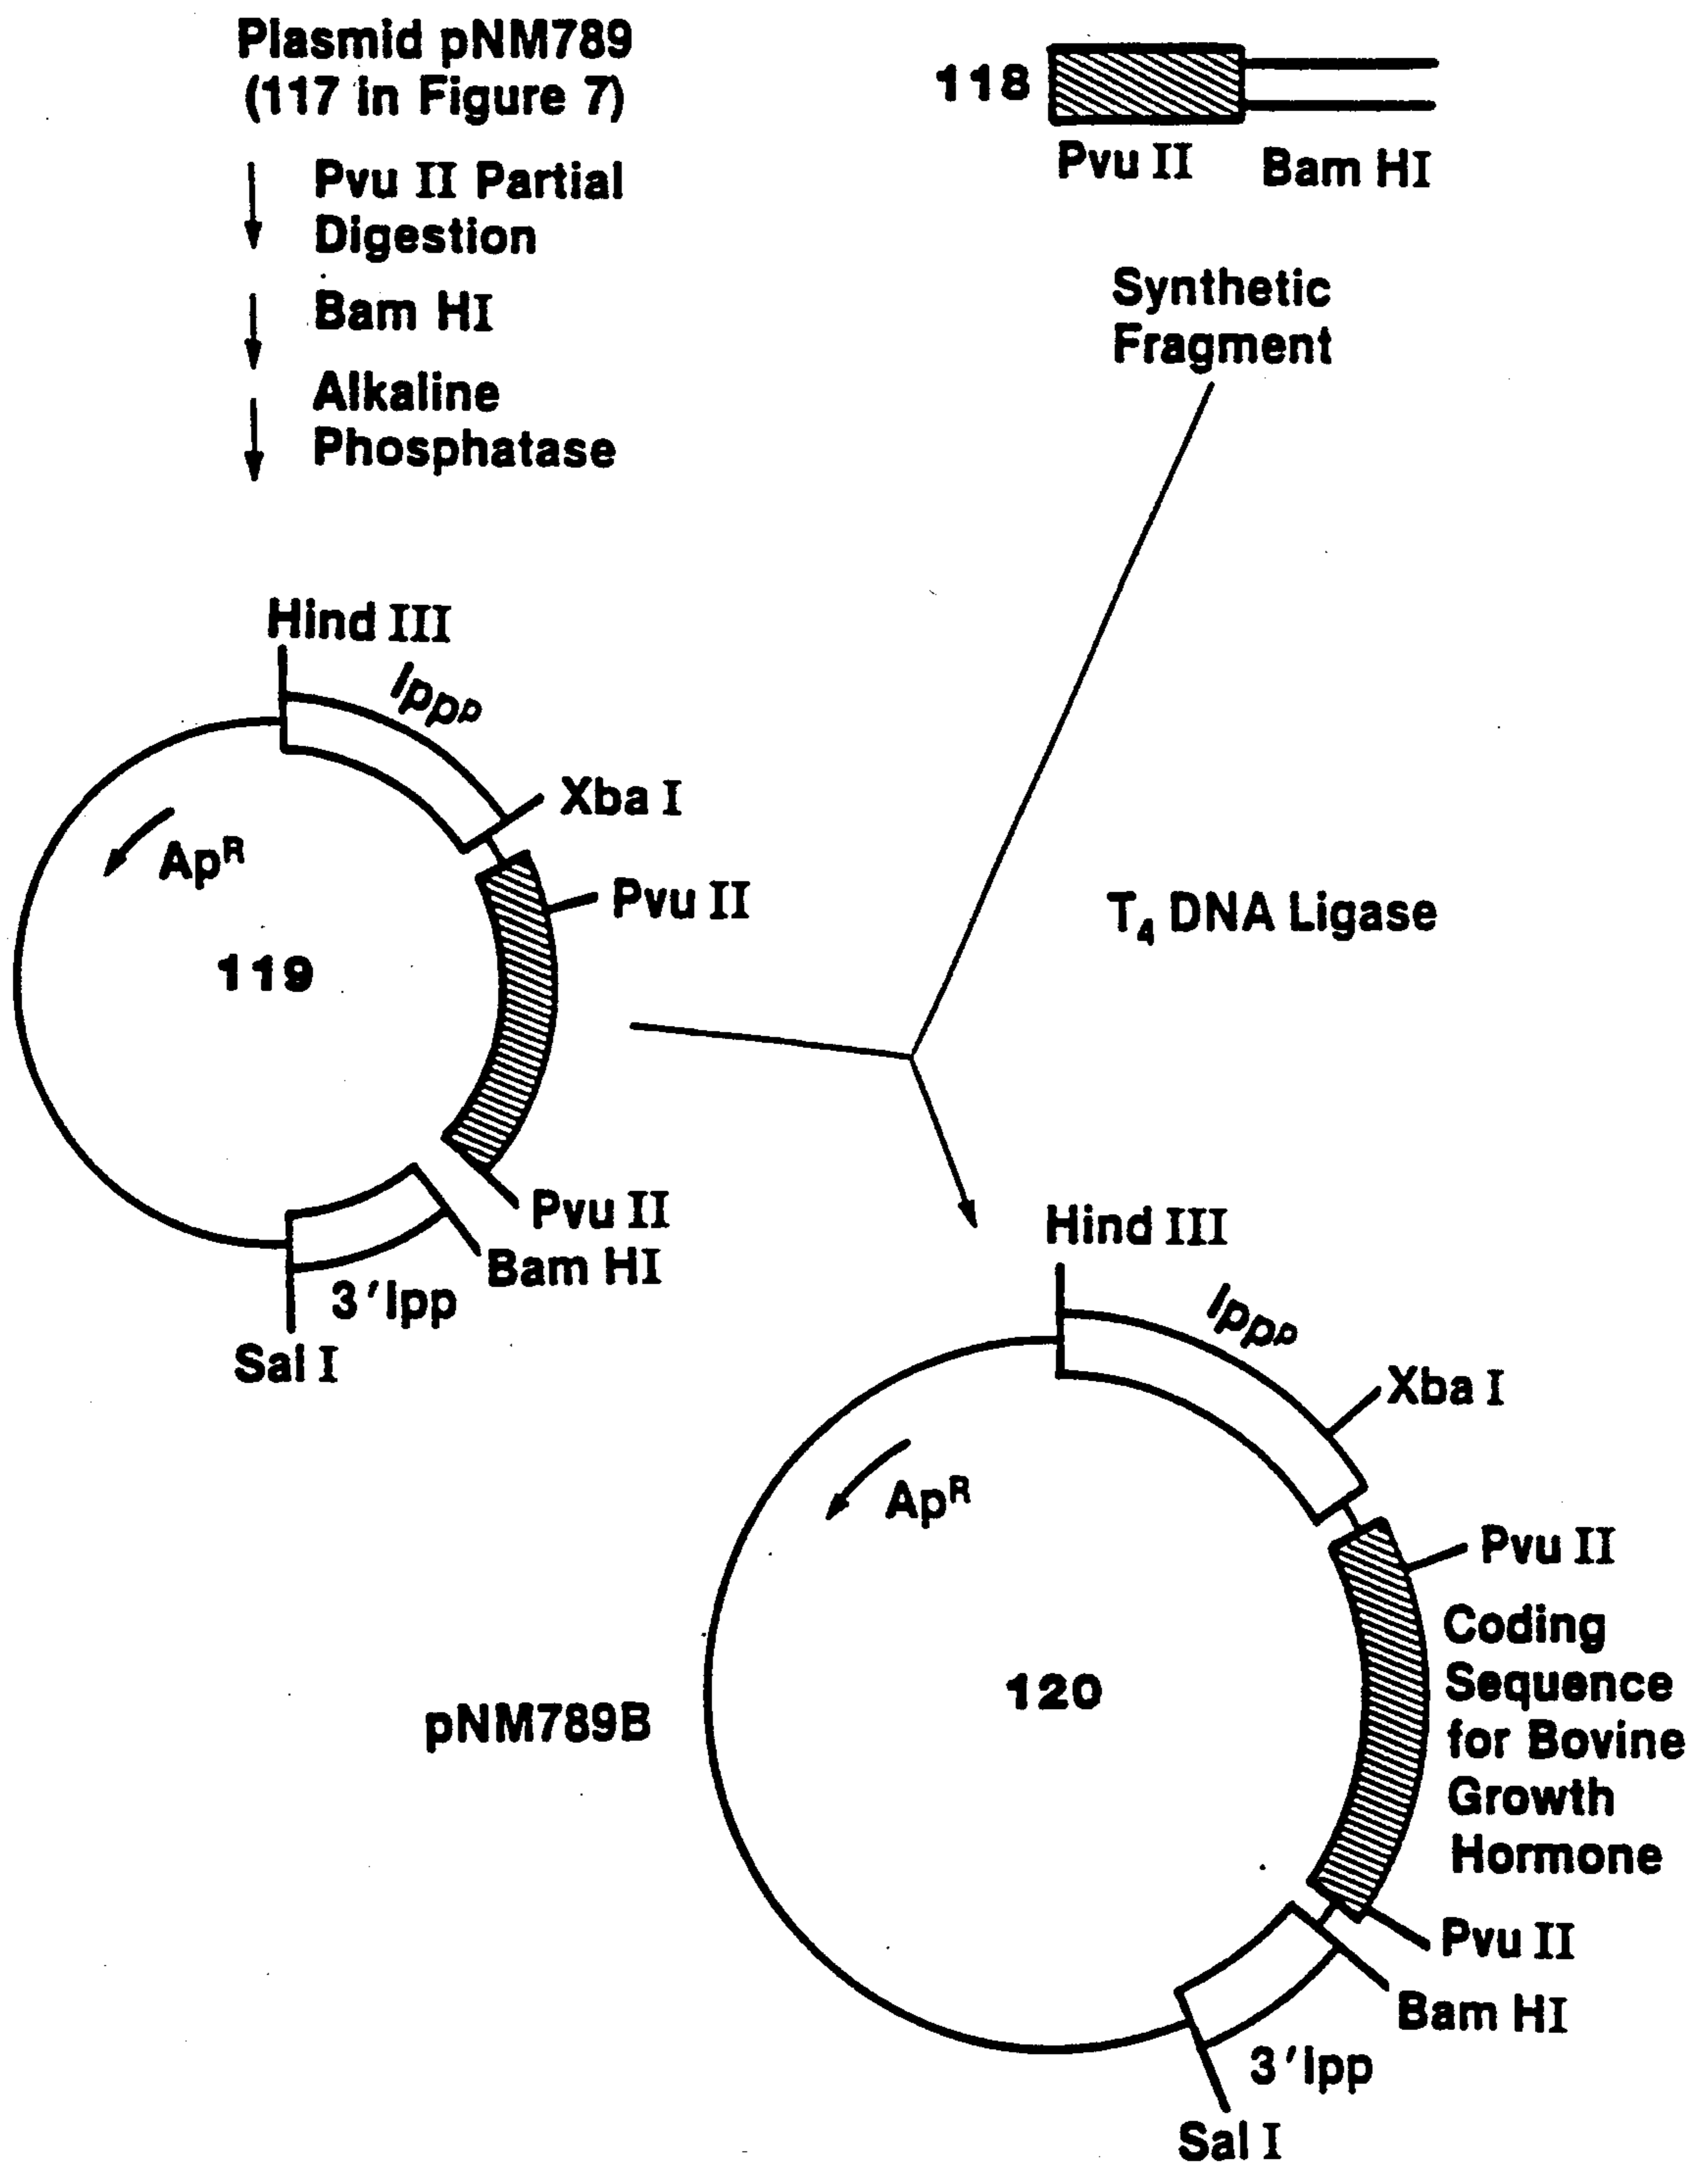 Plasmid pNM789
(117 in Figure 7)
Pvu II Partial
Digestion
Bam HI
Alkaline
Phosphatase
118
Pvu II
Bam HI
Synthetic
Fragment
Hind III
lppp
Xba I
ApR
Pvu II
119
Pvu II
Bam HI
3'lpp
Sal I
T4 DNA Ligase
Hind III
lppp
Xba I
ApR
Pvu II
Coding
Sequence
for Bovine
Growth
Hormone
120
pNM789B
Pvu II
Bam HI
3'lpp
Sal I